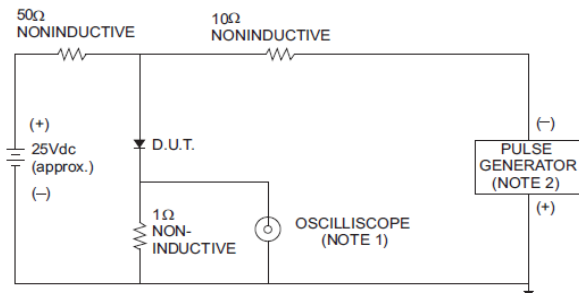 50Ω
NONINDUCTIVE
10Ω
NONINDUCTIVE
(+)
25Vdc
(approx.)
(–)
D.U.T.
1Ω
NON-
INDUCTIVE
OSCILLISCOPE
(NOTE 1)
(–)
PULSE
GENERATOR
(NOTE 2)
(+)